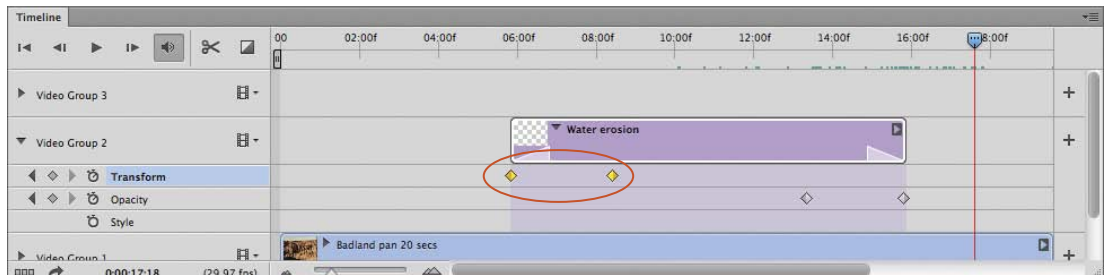 Timeline
00 02:00f 04:00f 06:00f 08:00f 10:00f 12:00f 14:00f 16:00f 8:00f
Video Group 3
Video Group 2
Water erosion
Transform
Opacity
Style
Video Group 1
Badland pan 20 secs
0:00:17:18 (29.97 fps)